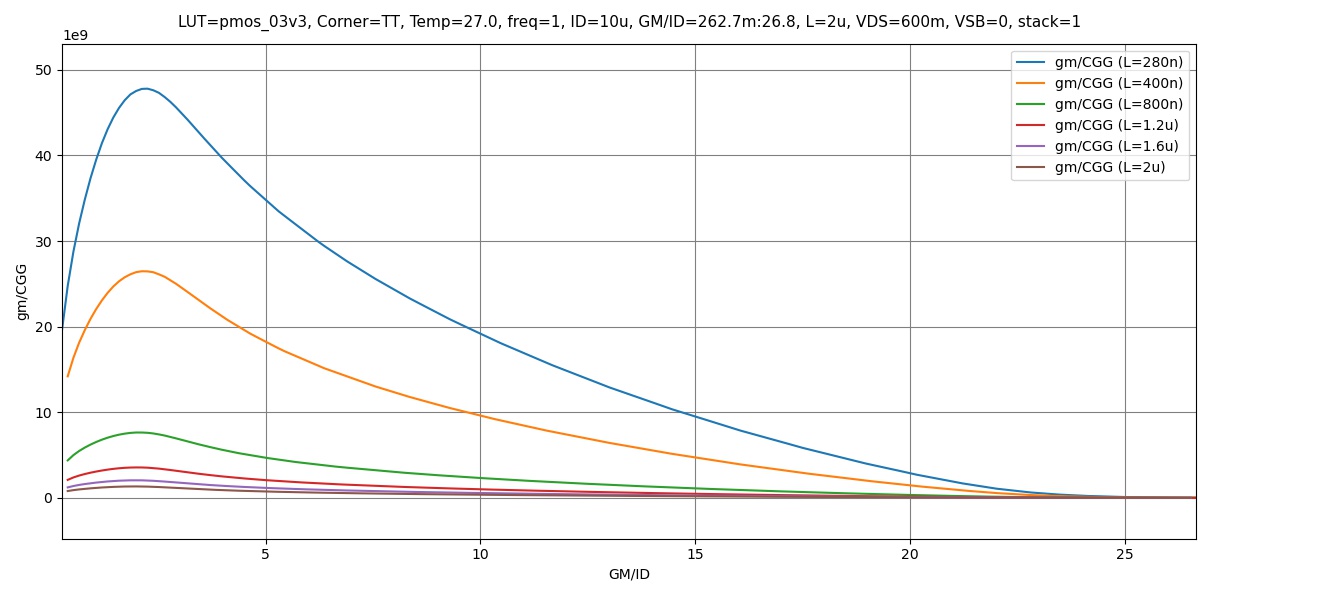 LUT=pmos_03v3, Corner=TT, Temp=27.0, freq=1, ID=10u, GM/ID=262.7m:26.8, L=2u, VDS=600m, VSB=0, stack=1
1e9
50
40
30
20
10
0
gm/CGG
gm/CGG (L=280n)
gm/CGG (L=400n)
gm/CGG (L=800n)
gm/CGG (L=1.2u)
gm/CGG (L=1.6u)
gm/CGG (L=2u)
5 10 15 20 25
GM/ID